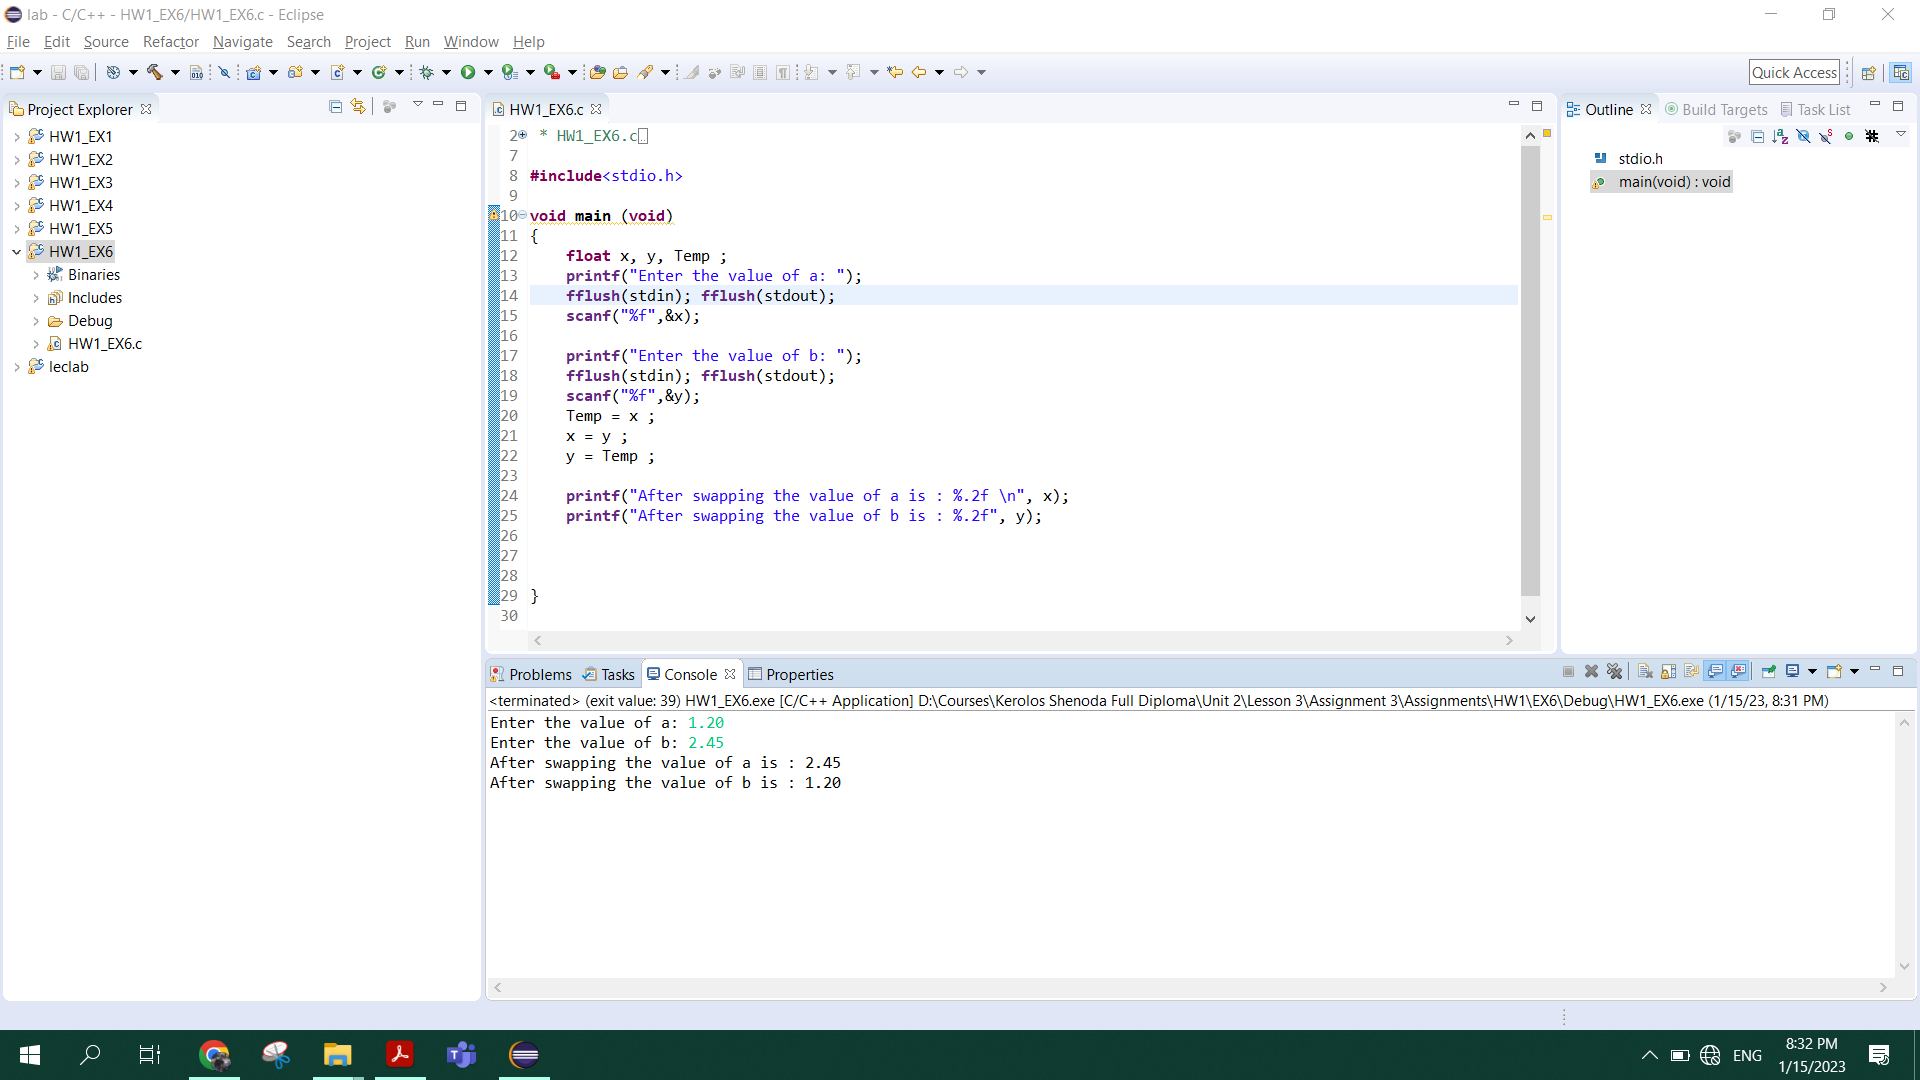 lab - C/C++ - HW1_EX6/HW1_EX6.c - Eclipse
File Edit Source Refactor Navigate Search Project Run Window Help
Quick Access
Project Explorer
HW1_EX1
HW1_EX2
HW1_EX3
HW1_EX4
HW1_EX5
HW1_EX6
Binaries
Includes
Debug
HW1_EX6.c
leclab
HW1_EX6.c
2 * HW1_EX6.c
7
8 #include<stdio.h>
9
10 void main (void)
11 {
12 float x, y, Temp ;
13 printf("Enter the value of a: ");
14 fflush(stdin); fflush(stdout);
15 scanf("%f",&x);
16
17 printf("Enter the value of b: ");
18 fflush(stdin); fflush(stdout);
19 scanf("%f",&y);
20 Temp = x ;
21 x = y ;
22 y = Temp ;
23
24 printf("After swapping the value of a is : %.2f \n", x);
25 printf("After swapping the value of b is : %.2f", y);
26
27
28
29 }
30
Outline Build Targets Task List
stdio.h
main(void) : void
Problems Tasks Console Properties
<terminated> (exit value: 39) HW1_EX6.exe [C/C++ Application] D:\Courses\Kerolos Shenoda Full Diploma\Unit 2\Lesson 3\Assignment 3\Assignments\HW1\EX6\Debug\HW1_EX6.exe (1/15/23, 8:31 PM)
Enter the value of a: 1.20
Enter the value of b: 2.45
After swapping the value of a is : 2.45
After swapping the value of b is : 1.20
ENG
8:32 PM
1/15/2023